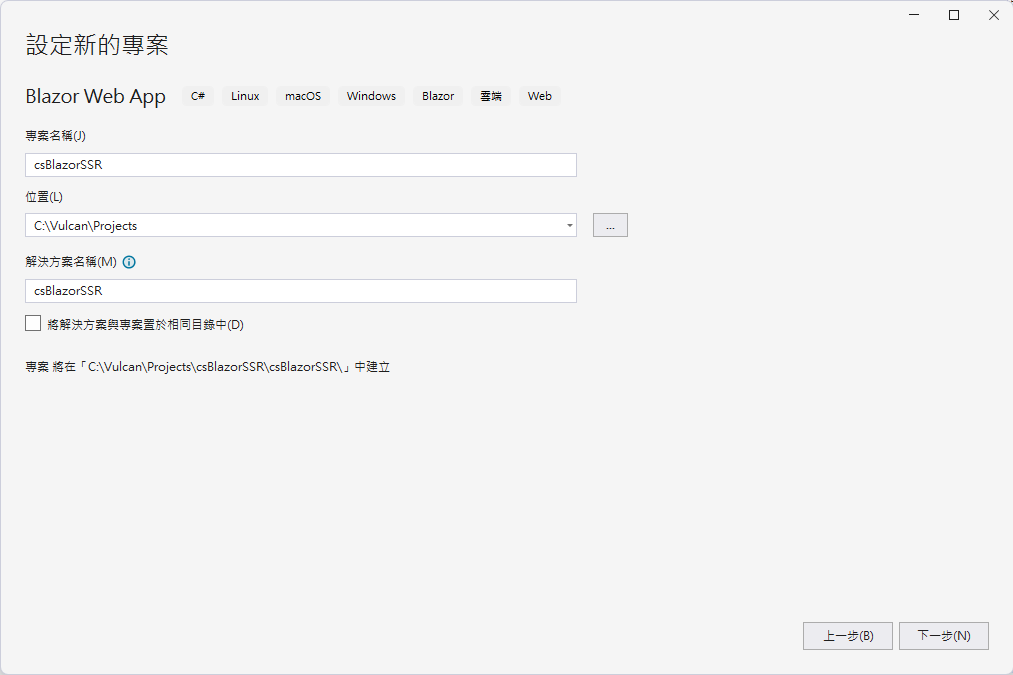 設定新的專案
Blazor Web App C# Linux macOS Windows Blazor 雲端 Web
專案名稱(J)
csBlazorSSR
位置(L)
C:\Vulcan\Projects ...
解決方案名稱(M)
csBlazorSSR
將解決方案與專案置於相同目錄中(D)
專案 將在「C:\Vulcan\Projects\csBlazorSSR\csBlazorSSR\」中建立
上一步(B) 下一步(N)